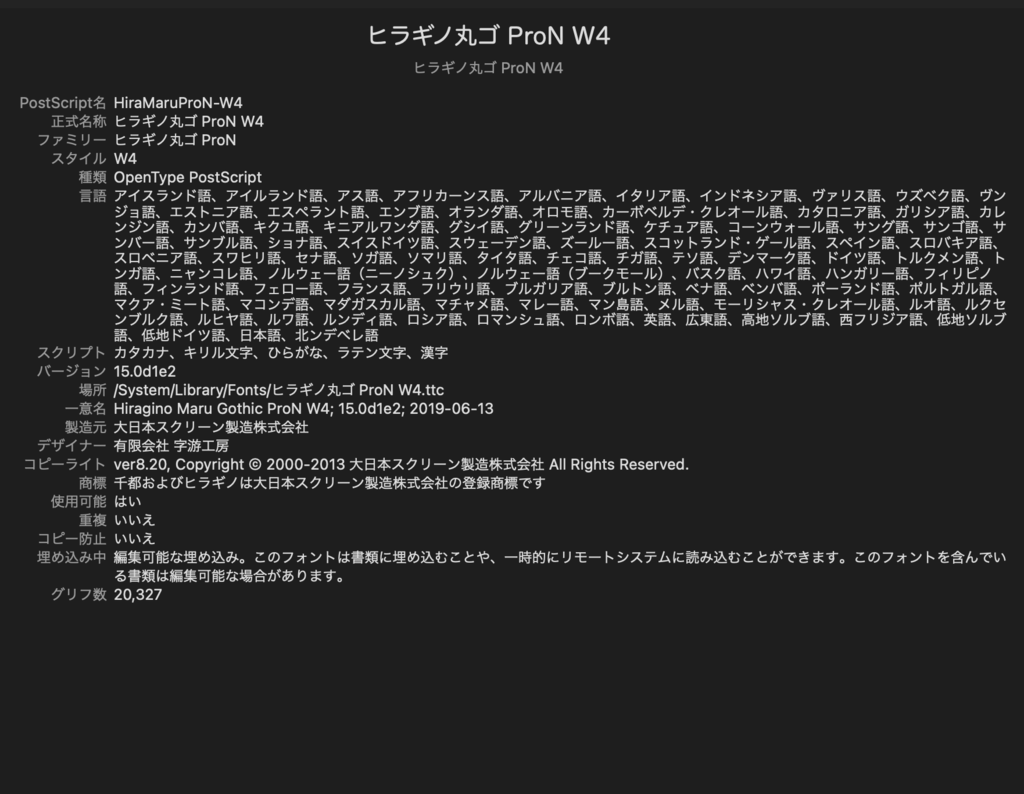 ヒラギノ丸ゴ ProN W4
ヒラギノ丸ゴ ProN W4
PostScript名 HiraMaruProN-W4
正式名称 ヒラギノ丸ゴ ProN W4
ファミリー ヒラギノ丸ゴ ProN
スタイル W4
種類 OpenType PostScript
言語 アイスランド語、アイルランド語、アス語、アフリカーンス語、アルバニア語、イタリア語、インドネシア語、ヴァリス語、ウズベク語、ヴン
ジョ語、エストニア語、エスペラント語、エンブ語、オランダ語、オロモ語、カーボベルデ・クレオール語、カタロニア語、ガリシア語、カレ
ンジン語、カンバ語、キクユ語、キニアルワンダ語、グシイ語、グリーンランド語、ケチュア語、コーンウォール語、サング語、サンゴ語、サ
ンバー語、サンブル語、ショナ語、スイスドイツ語、スウェーデン語、ズールー語、スコットランド・ゲール語、スペイン語、スロバキア語、
スロベニア語、スワヒリ語、セナ語、ソガ語、ソマリ語、タイタ語、チェコ語、チガ語、テソ語、デンマーク語、ドイツ語、トルクメン語、ト
ンガ語、ニャンコレ語、ノルウェー語（ニーノシュク）、ノルウェー語（ブークモール）、バスク語、ハワイ語、ハンガリー語、フィリピノ
語、フィンランド語、フェロー語、フランス語、フリウリ語、ブルガリア語、ブルトン語、ベナ語、ベンバ語、ポーランド語、ポルトガル語、
マクア・ミート語、マコンデ語、マダガスカル語、マチャメ語、マレー語、マン島語、メル語、モーリシャス・クレオール語、ルオ語、ルクセ
ンブルク語、ルヒヤ語、ルワ語、ルンディ語、ロシア語、ロマンシュ語、ロンボ語、英語、広東語、高地ソルブ語、西フリジア語、低地ソルブ
語、低地ドイツ語、日本語、北ンデベレ語
スクリプト カタカナ、キリル文字、ひらがな、ラテン文字、漢字
バージョン 15.0d1e2
場所 /System/Library/Fonts/ヒラギノ丸ゴ ProN W4.ttc
一意名 Hiragino Maru Gothic ProN W4; 15.0d1e2; 2019-06-13
製造元 大日本スクリーン製造株式会社
デザイナー 有限会社 字游工房
コピーライト ver8.20, Copyright © 2000-2013 大日本スクリーン製造株式会社 All Rights Reserved.
商標 千都およびヒラギノは大日本スクリーン製造株式会社の登録商標です
使用可能 はい
重複 いいえ
コピー防止 いいえ
埋め込み中 編集可能な埋め込み。このフォントは書類に埋め込むことや、一時的にリモートシステムに読み込むことができます。このフォントを含んでい
る書類は編集可能な場合があります。
グリフ数 20,327